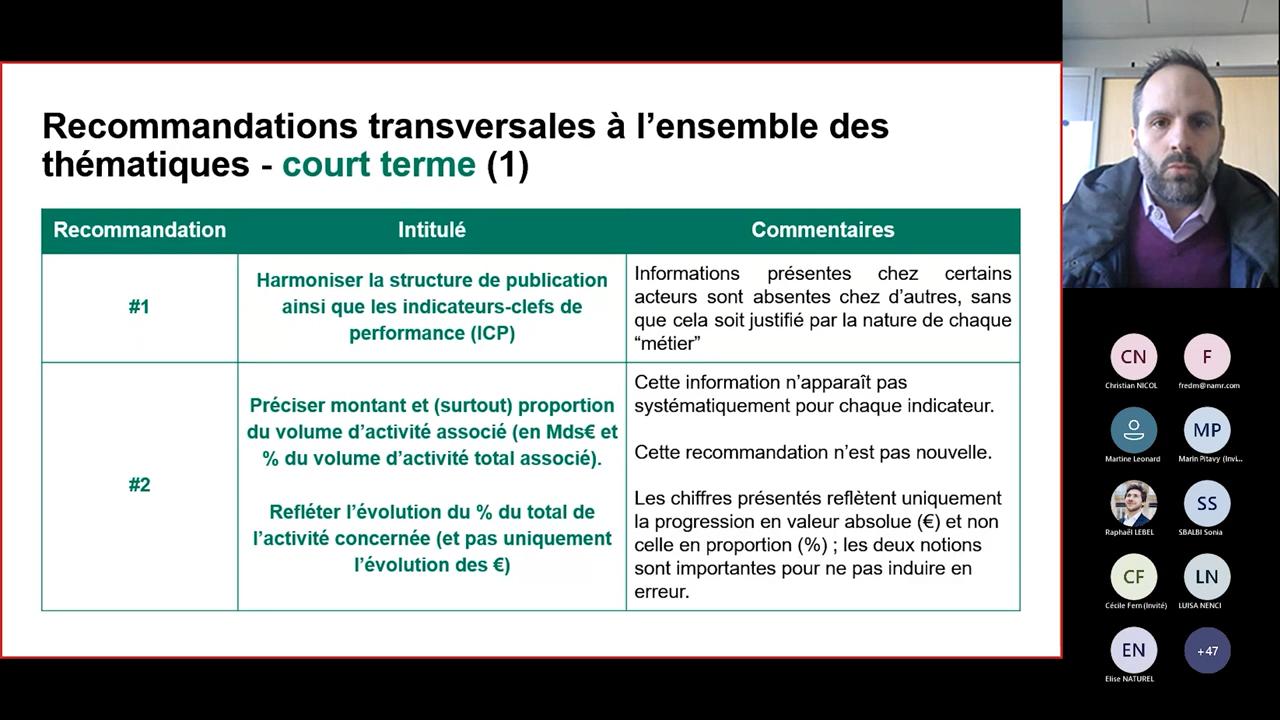 Recommandations transversales à l’ensemble des
thématiques - court terme (1)
Recommandation
Intitulé
Commentaires
#1
Harmoniser la structure de publication
ainsi que les indicateurs-clefs de
performance (ICP)
Informations présentes chez certains
acteurs sont absentes chez d’autres, sans
que cela soit justifié par la nature de chaque
“métier”
#2
Préciser montant et (surtout) proportion
du volume d’activité associé (en Mds€ et
% du volume d’activité total associé).
Refléter l’évolution du % du total de
l’activité concernée (et pas uniquement
l’évolution des €)
Cette information n’apparaît pas
systématiquement pour chaque indicateur.
Cette recommandation n’est pas nouvelle.
Les chiffres présentés reflètent uniquement
la progression en valeur absolue (€) et non
celle en proportion (%) ; les deux notions
sont importantes pour ne pas induire en
erreur.
CN
Christian NICOL
F
fredm@namr.com
Martine Leonard
MP
Marin Pitavy (Invi...
Raphaël LEBEL
SS
SBALBI Sonia
CF
Cécile Fern (Invité)
LN
LUISA NENCI
EN
Elise NATUREL
+47